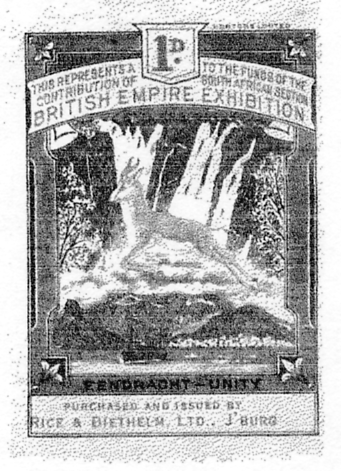 1D.
THIS REPRESENTS A
CONTRIBUTION OF
TO THE FUNDS OF THE
SOUTH AFRICAN SECTION
BRITISH EMPIRE EXHIBITION
EENDRACHT-UNITY
PURCHASED AND ISSUED BY
RICE & DIETHELM, LTD., J'BURG